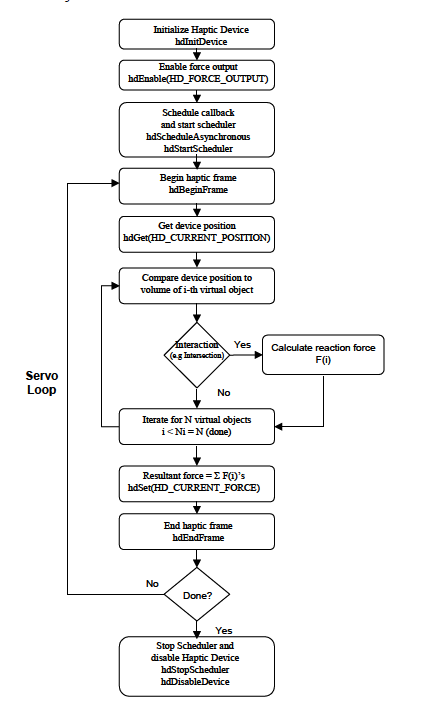 Initialize Haptic Device
hdInitDevice
Enable force output
hdEnable(HD_FORCE_OUTPUT)
Schedule callback
and start scheduler
hdScheduleAsynchronous
hdStartScheduler
Begin haptic frame
hdBeginFrame
Get device position
hdGet(HD_CURRENT_POSITION)
Compare device position to
volume of i-th virtual object
Interaction
(e.g Intersection)
Yes
Calculate reaction force
F(i)
No
Servo
Loop
Iterate for N virtual objects
i < Ni = N (done)
Resultant force = Σ F(i)'s
hdSet(HD_CURRENT_FORCE)
End haptic frame
hdEndFrame
No
Done?
Yes
Stop Scheduler and
disable Haptic Device
hdStopScheduler
hdDisableDevice